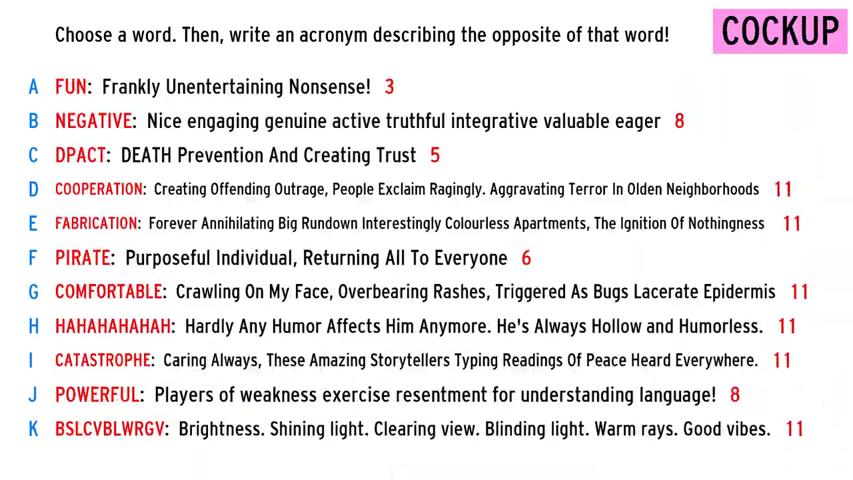 Choose a word. Then, write an acronym describing the opposite of that word!
COCKUP
A FUN: Frankly Unentertaining Nonsense! 3
B NEGATIVE: Nice engaging genuine active truthful integrative valuable eager 8
C DPACT: DEATH Prevention And Creating Trust 5
D COOPERATION: Creating Offending Outrage, People Exclaim Ragingly. Aggravating Terror In Olden Neighborhoods 11
E FABRICATION: Forever Annihilating Big Rundown Interestingly Colourless Apartments, The Ignition Of Nothingness 11
F PIRATE: Purposeful Individual, Returning All To Everyone 6
G COMFORTABLE: Crawling On My Face, Overbearing Rashes, Triggered As Bugs Lacerate Epidermis 11
H HAHAHAHAHAH: Hardly Any Humor Affects Him Anymore. He's Always Hollow and Humorless. 11
I CATASTROPHE: Caring Always, These Amazing Storytellers Typing Readings Of Peace Heard Everywhere. 11
J POWERFUL: Players of weakness exercise resentment for understanding language! 8
K BSLCVBLWRGV: Brightness. Shining light. Clearing view. Blinding light. Warm rays. Good vibes. 11